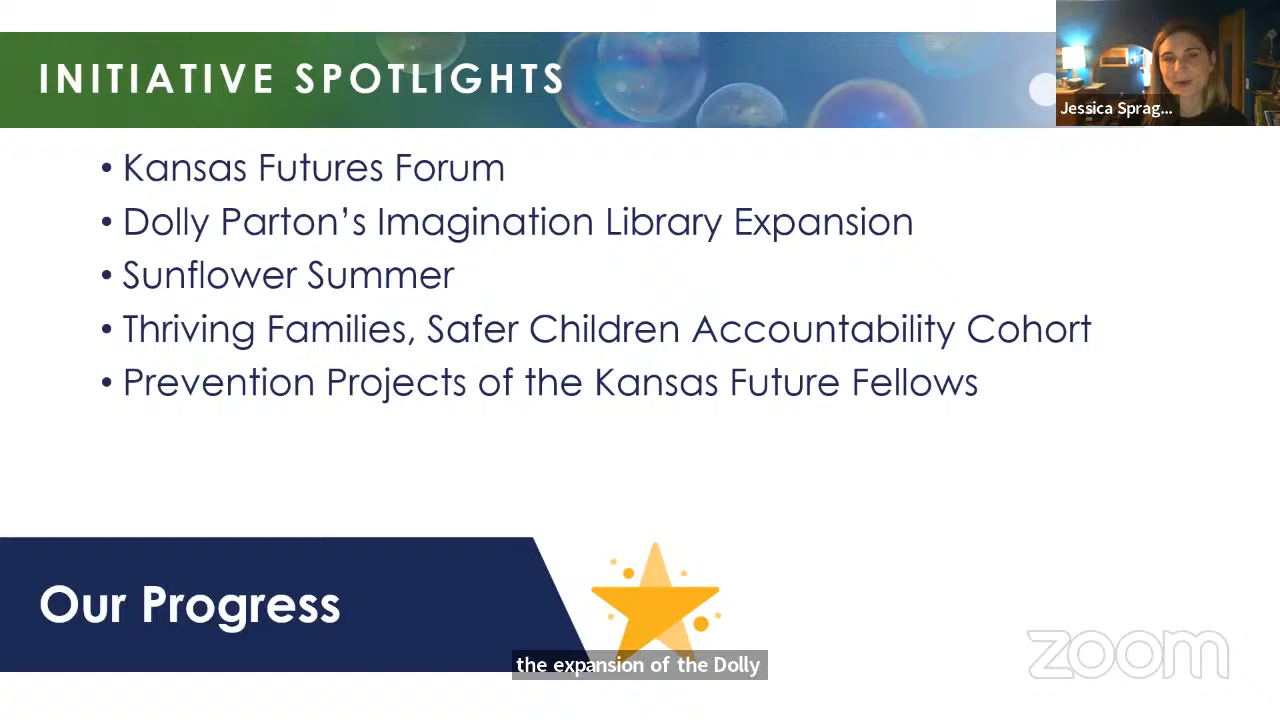 INITIATIVE SPOTLIGHTS
Jessica Sprag...
• Kansas Futures Forum
• Dolly Parton’s Imagination Library Expansion
• Sunflower Summer
• Thriving Families, Safer Children Accountability Cohort
• Prevention Projects of the Kansas Future Fellows
Our Progress
zoom
the expansion of the Dolly